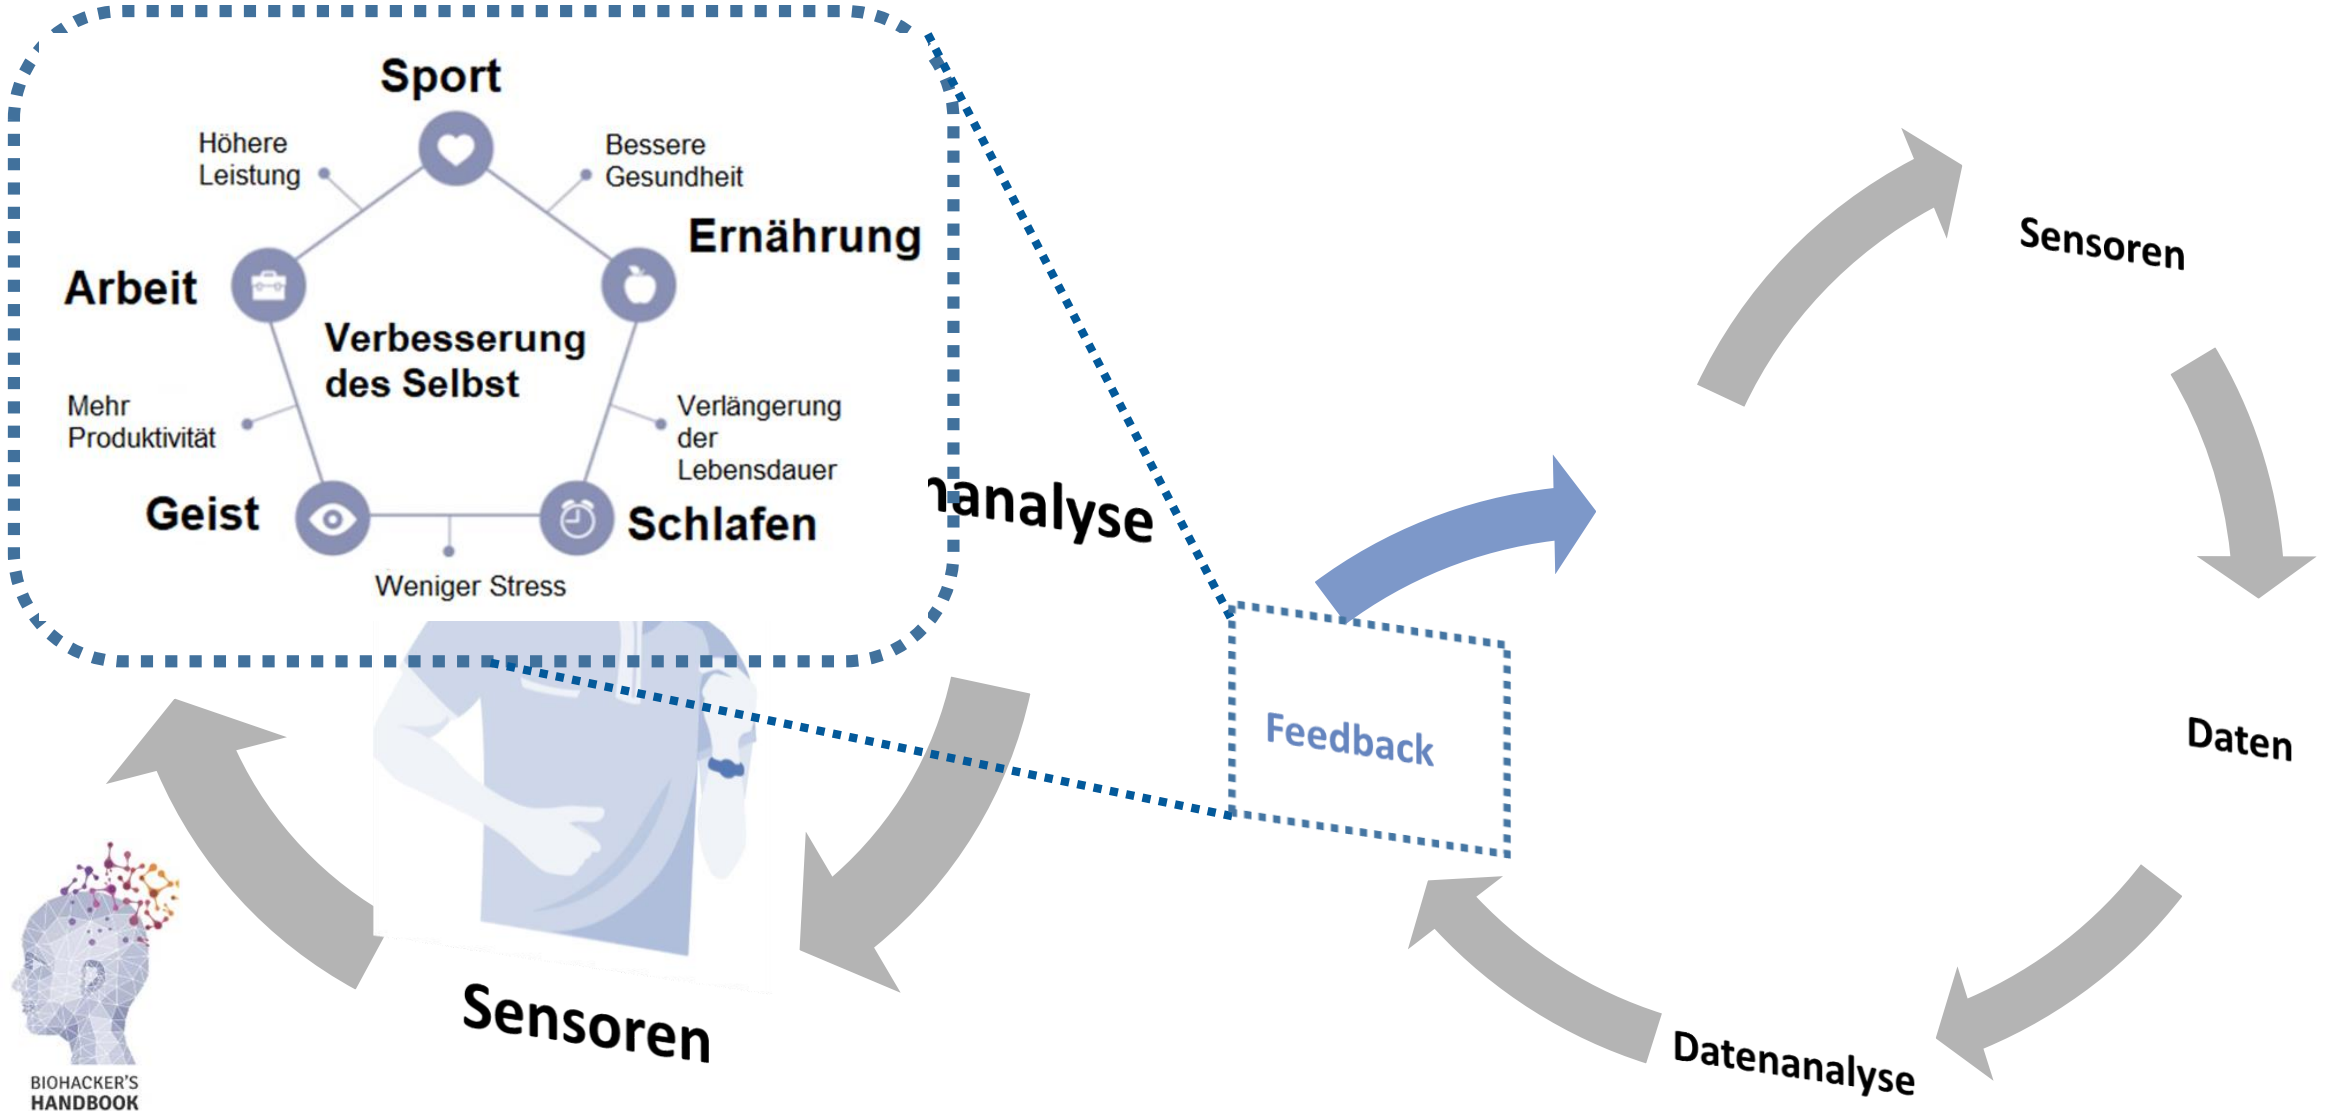 Sport
Höhere
Leistung
Bessere
Gesundheit
Ernährung
Arbeit
Verbesserung
des Selbst
Mehr
Produktivität
Verlängerung
der
Lebensdauer
Geist
Schlafen
Weniger Stress
nanalyse
Sensoren
BIOHACKER'S
HANDBOOK
Sensoren
Daten
Feedback
Datenanalyse